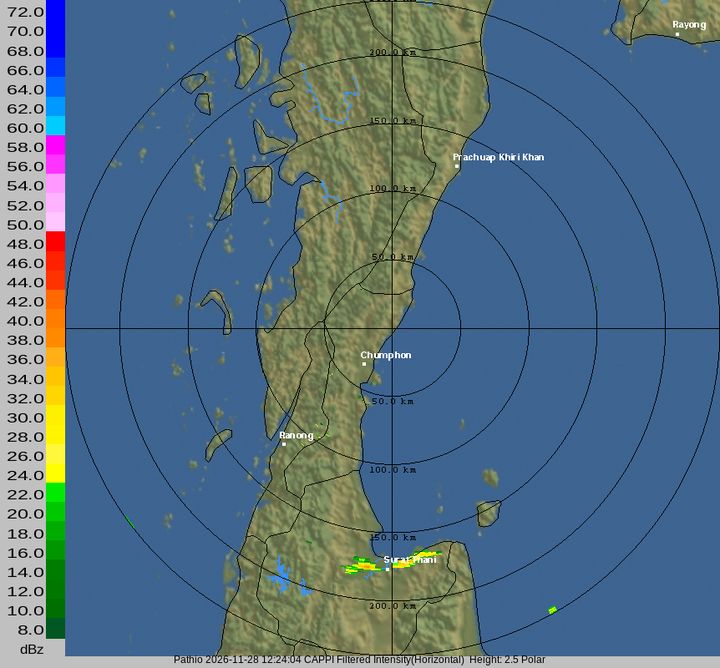 72.0
70.0
68.0
66.0
64.0
62.0
60.0
58.0
56.0
54.0
52.0
50.0
48.0
46.0
44.0
42.0
40.0
38.0
36.0
34.0
32.0
30.0
28.0
26.0
24.0
22.0
20.0
18.0
16.0
14.0
12.0
10.0
8.0
dBz
Rayong
200.0 km
150.0 km
Prachuap Khiri Khan
100.0 km
50.0 km
Chumphon
50.0 km
Ranong
100.0 km
150.0 km
Surat Thani
200.0 km
Pathio 2026-11-28 12:24:04 CAPPI Filtered Intensity(Horizontal) Height: 2.5 Polar